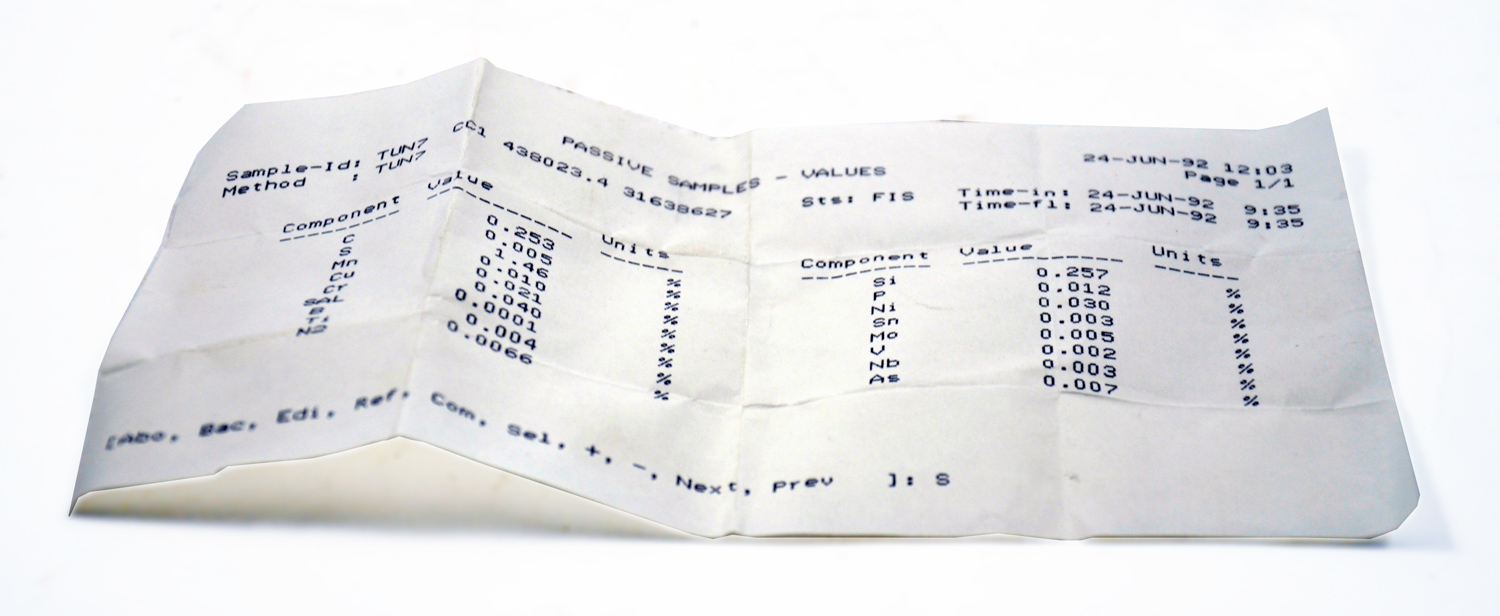 PASSIVE SAMPLES - VALUES 24-JUN-92 12:03
Page 1/1
Sample-Id: TUN7 CC1 438023.4 31638627 Sts: FIS Time-in: 24-JUN-92 9:35
Method : TUN7 Time-fl: 24-JUN-92 9:35
Component Value Units Component Value Units
C 0.253 % Si 0.257 %
S 0.005 % P 0.012 %
Mn 1.46 % Ni 0.030 %
Cu 0.010 % Sn 0.003 %
Cr 0.021 % Mo 0.005 %
SAL 0.040 % V 0.002 %
B 0.0001 % Nb 0.003 %
Ti 0.004 % As 0.007 %
0.0066 %
[Abo, Bac, Edi, Ref, Com, Sel, +, -, Next, Prev ]: S